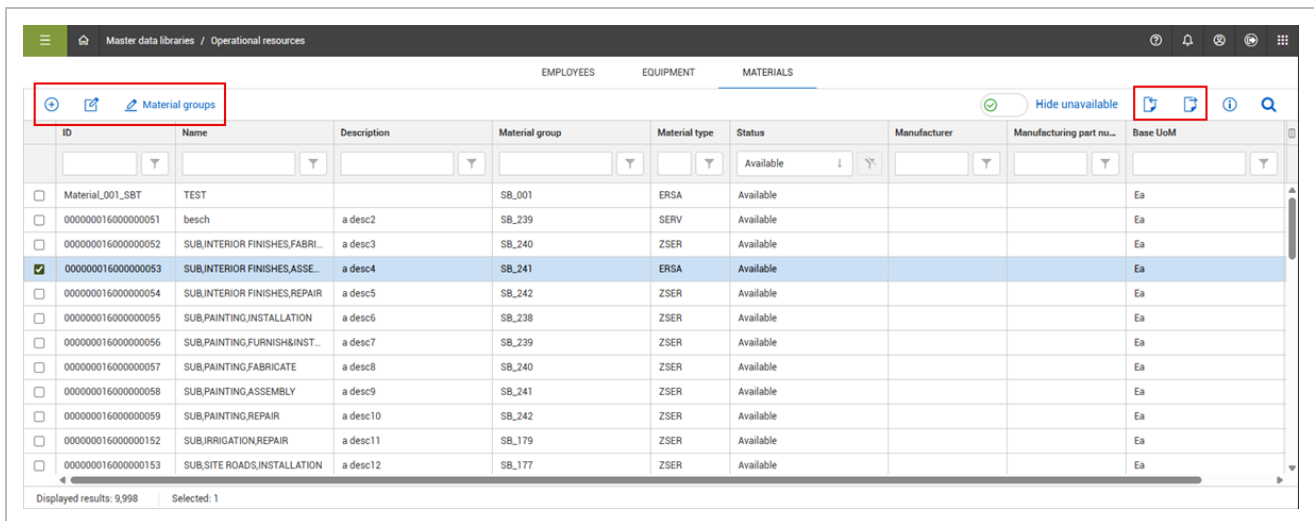 Master data libraries / Operational resources
EMPLOYEES EQUIPMENT MATERIALS
Material groups Hide unavailable
ID Name Description Material group Material type Status Manufacturer Manufacturing part nu... Base UoM
Available
Material_001_SBT TEST SB_001 ERSA Available Ea
000000016000000051 besch a desc2 SB_239 SERV Available Ea
000000016000000052 SUB,INTERIOR FINISHES,FABRI... a desc3 SB_240 ZSER Available Ea
000000016000000053 SUB,INTERIOR FINISHES,ASSE... a desc4 SB_241 ERSA Available Ea
000000016000000054 SUB,INTERIOR FINISHES,REPAIR a desc5 SB_242 ZSER Available Ea
000000016000000055 SUB,PAINTING,INSTALLATION a desc6 SB_238 ZSER Available Ea
000000016000000056 SUB,PAINTING,FURNISH&INST... a desc7 SB_239 ZSER Available Ea
000000016000000057 SUB,PAINTING,FABRICATE a desc8 SB_240 ZSER Available Ea
000000016000000058 SUB,PAINTING,ASSEMBLY a desc9 SB_241 ZSER Available Ea
000000016000000059 SUB,PAINTING,REPAIR a desc10 SB_242 ZSER Available Ea
000000016000000152 SUB,IRRIGATION,REPAIR a desc11 SB_179 ZSER Available Ea
000000016000000153 SUB,SITE ROADS,INSTALLATION a desc12 SB_177 ZSER Available Ea
Displayed results: 9,998 Selected: 1